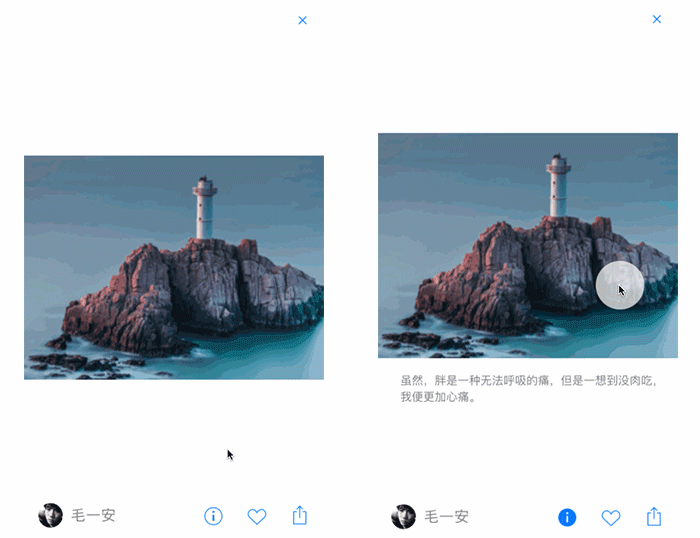 虽然，胖是一种无法呼吸的痛，但是一想到没肉吃，
我便更加心痛。
毛一安
毛一安